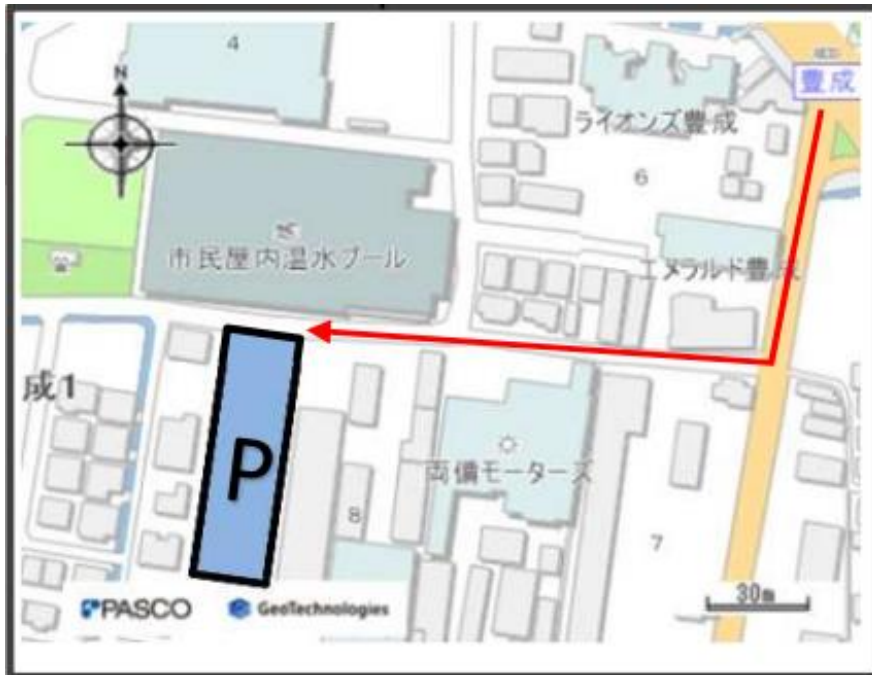 4
N
豊成
ライオンズ豊成
6
市民屋内温水プール
エメラルド豊成
成1
P
両備モーターズ
8
7
30m
PASCO
GeoTechnologies